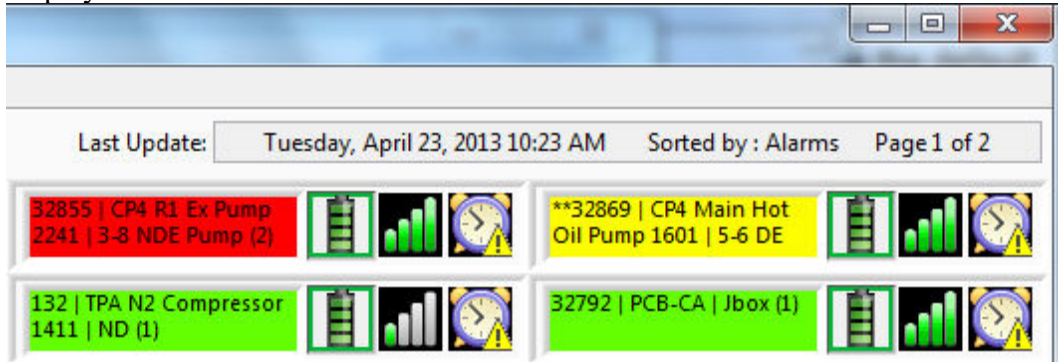 Last Update: Tuesday, April 23, 2013 10:23 AM Sorted by : Alarms Page 1 of 2
32855 | CP4 R1 Ex Pump
2241 | 3-8 NDE Pump (2)
**32869 | CP4 Main Hot
Oil Pump 1601 | 5-6 DE
132 | TPA N2 Compressor
1411 | ND (1)
32792 | PCB-CA | Jbox (1)